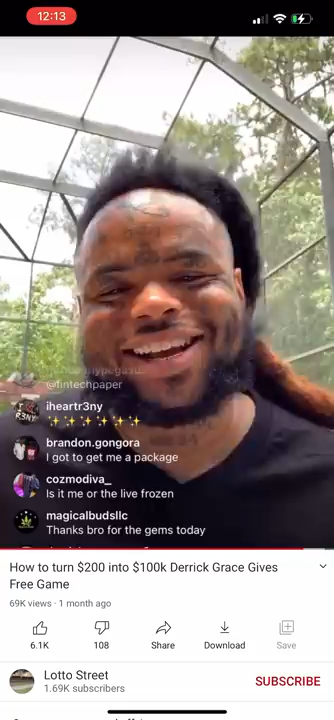 12:13
@fintechpaper
iheartr3ny
✨✨✨✨✨✨
brandon.gongora
I got to get me a package
cozmodiva_
Is it me or the live frozen
magicalbudsllc
Thanks bro for the gems today
How to turn $200 into $100k Derrick Grace Gives
Free Game
69K views · 1 month ago
6.1K
108
Share
Download
Save
Lotto Street
1.69K subscribers
SUBSCRIBE